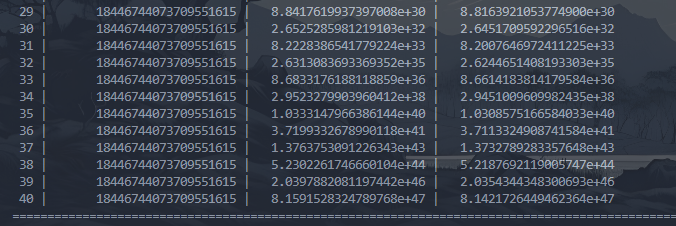 29 | 18446744073709551615 | 8.8417619937397008e+30 | 8.8163921053774900e+30
30 | 18446744073709551615 | 2.6525285981219103e+32 | 2.6451709592296516e+32
31 | 18446744073709551615 | 8.2228386541779224e+33 | 8.2007646972411225e+33
32 | 18446744073709551615 | 2.6313083693369352e+35 | 2.6244651408193303e+35
33 | 18446744073709551615 | 8.6833176188118859e+36 | 8.6614183814179584e+36
34 | 18446744073709551615 | 2.9523279903960412e+38 | 2.9451009609982435e+38
35 | 18446744073709551615 | 1.0333147966386144e+40 | 1.0308575166584033e+40
36 | 18446744073709551615 | 3.7199332678990118e+41 | 3.7113324908741584e+41
37 | 18446744073709551615 | 1.3763753091226343e+43 | 1.3732789283357648e+43
38 | 18446744073709551615 | 5.2302261746660104e+44 | 5.2187692119005747e+44
39 | 18446744073709551615 | 2.0397882081197442e+46 | 2.0354344348300693e+46
40 | 18446744073709551615 | 8.1591528324789768e+47 | 8.1421726449462364e+47